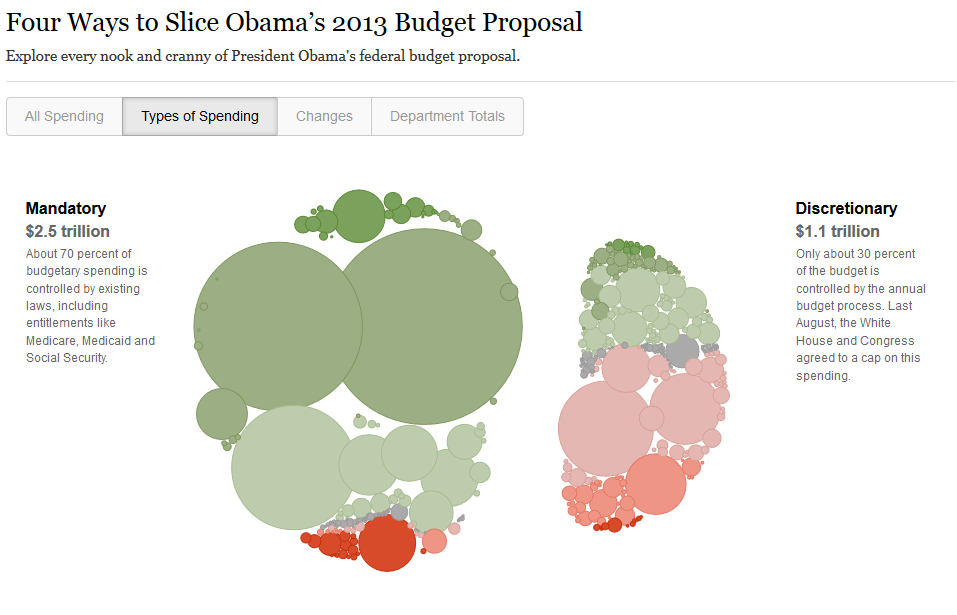 Four Ways to Slice Obama’s 2013 Budget Proposal
Explore every nook and cranny of President Obama's federal budget proposal.
All Spending
Types of Spending
Changes
Department Totals
Mandatory
$2.5 trillion
About 70 percent of
budgetary spending is
controlled by existing
laws, including
entitlements like
Medicare, Medicaid and
Social Security.
Discretionary
$1.1 trillion
Only about 30 percent
of the budget is
controlled by the annual
budget process. Last
August, the White
House and Congress
agreed to a cap on this
spending.